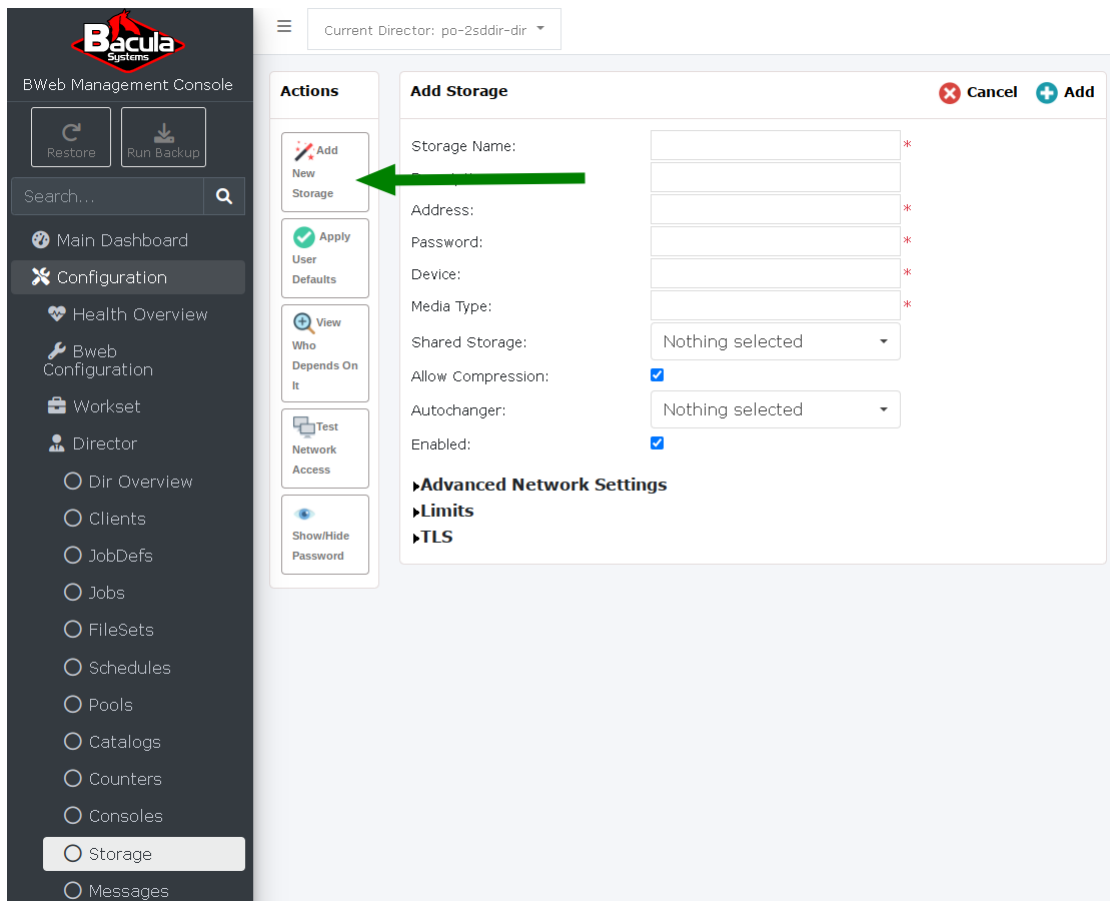 Bacula
Systems
BWeb Management Console
Restore
Run Backup
Search...
Main Dashboard
Configuration
Health Overview
Bweb
Configuration
Workset
Director
Dir Overview
Clients
JobDefs
Jobs
FileSets
Schedules
Pools
Catalogs
Counters
Consoles
Storage
Messages
Current Director: po-2sddir-dir
Actions
Add
New
Storage
Apply
User
Defaults
View
Who
Depends On
It
Test
Network
Access
Show/Hide
Password
Add Storage
Cancel
Add
Storage Name: *
Address: *
Password: *
Device: *
Media Type: *
Shared Storage: Nothing selected
Allow Compression:
Autochanger: Nothing selected
Enabled:
Advanced Network Settings
Limits
TLS